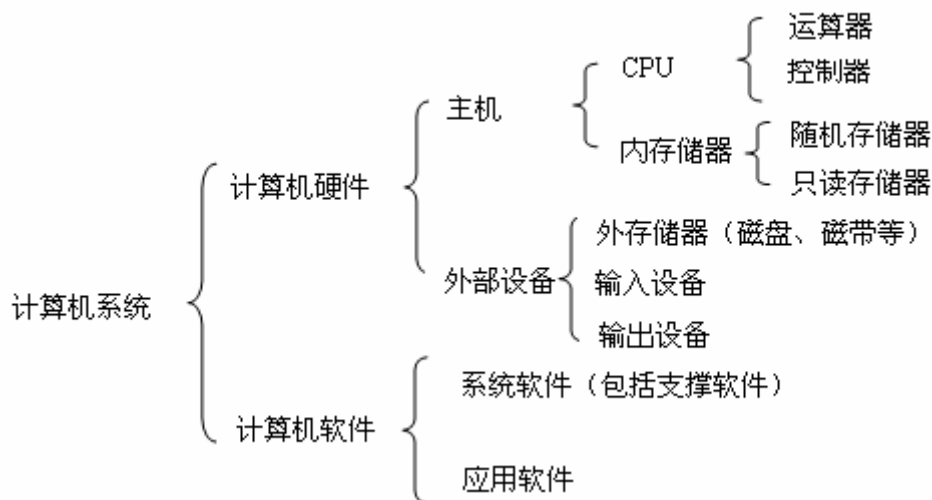 计算机系统
计算机硬件
主机
CPU
运算器
控制器
内存储器
随机存储器
只读存储器
外部设备
外存储器（磁盘、磁带等）
输入设备
输出设备
计算机软件
系统软件（包括支撑软件）
应用软件